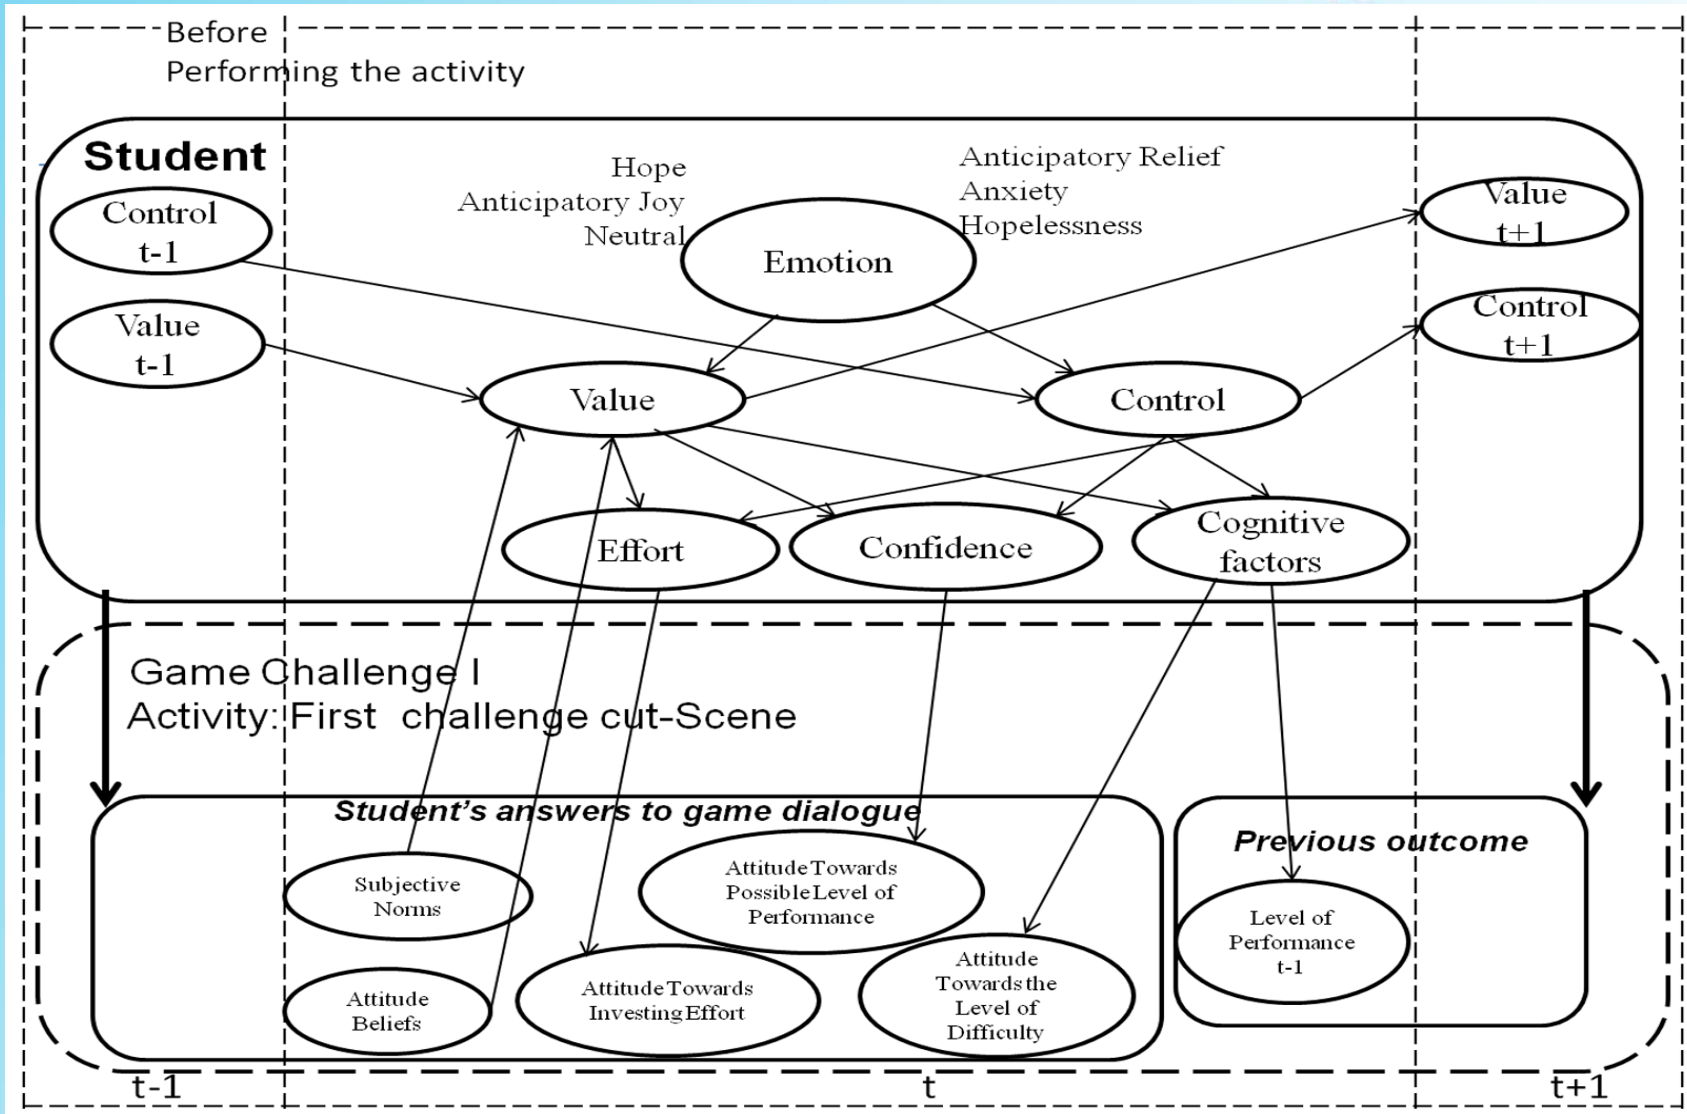 Before
Performing the activity
Student
Hope
Anticipatory Joy
Neutral
Anticipatory Relief
Anxiety
Hopelessness
Control
t-1
Value
t-1
Emotion
Value
t+1
Control
t+1
Value
Control
Effort
Confidence
Cognitive
factors
Game Challenge I
Activity: First challenge cut-Scene
Student's answers to game dialogue
Previous outcome
Subjective
Norms
Attitude
Beliefs
Attitude Towards
Possible Level of
Performance
Attitude Towards
Investing Effort
Attitude
Towards the
Level of
Difficulty
Level of
Performance
t-1
t-1
t
t+1